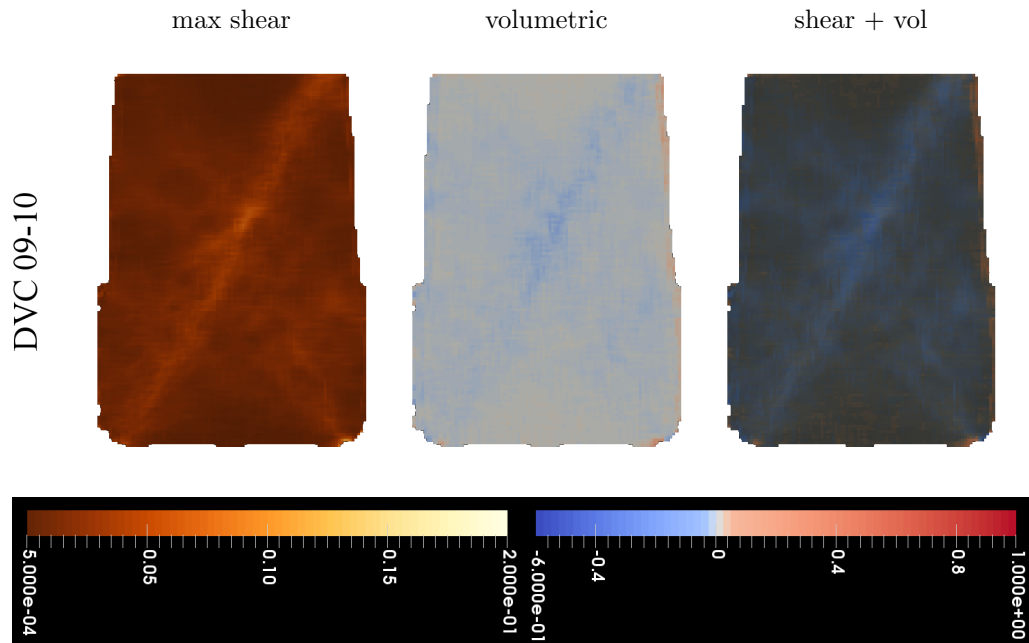 max shear
volumetric
shear + vol
DVC 09-10
5.000e-04
0.05
0.10
0.15
2.000e-01
-6.000e-01
-0.4
0
0.4
0.8
1.000e+00